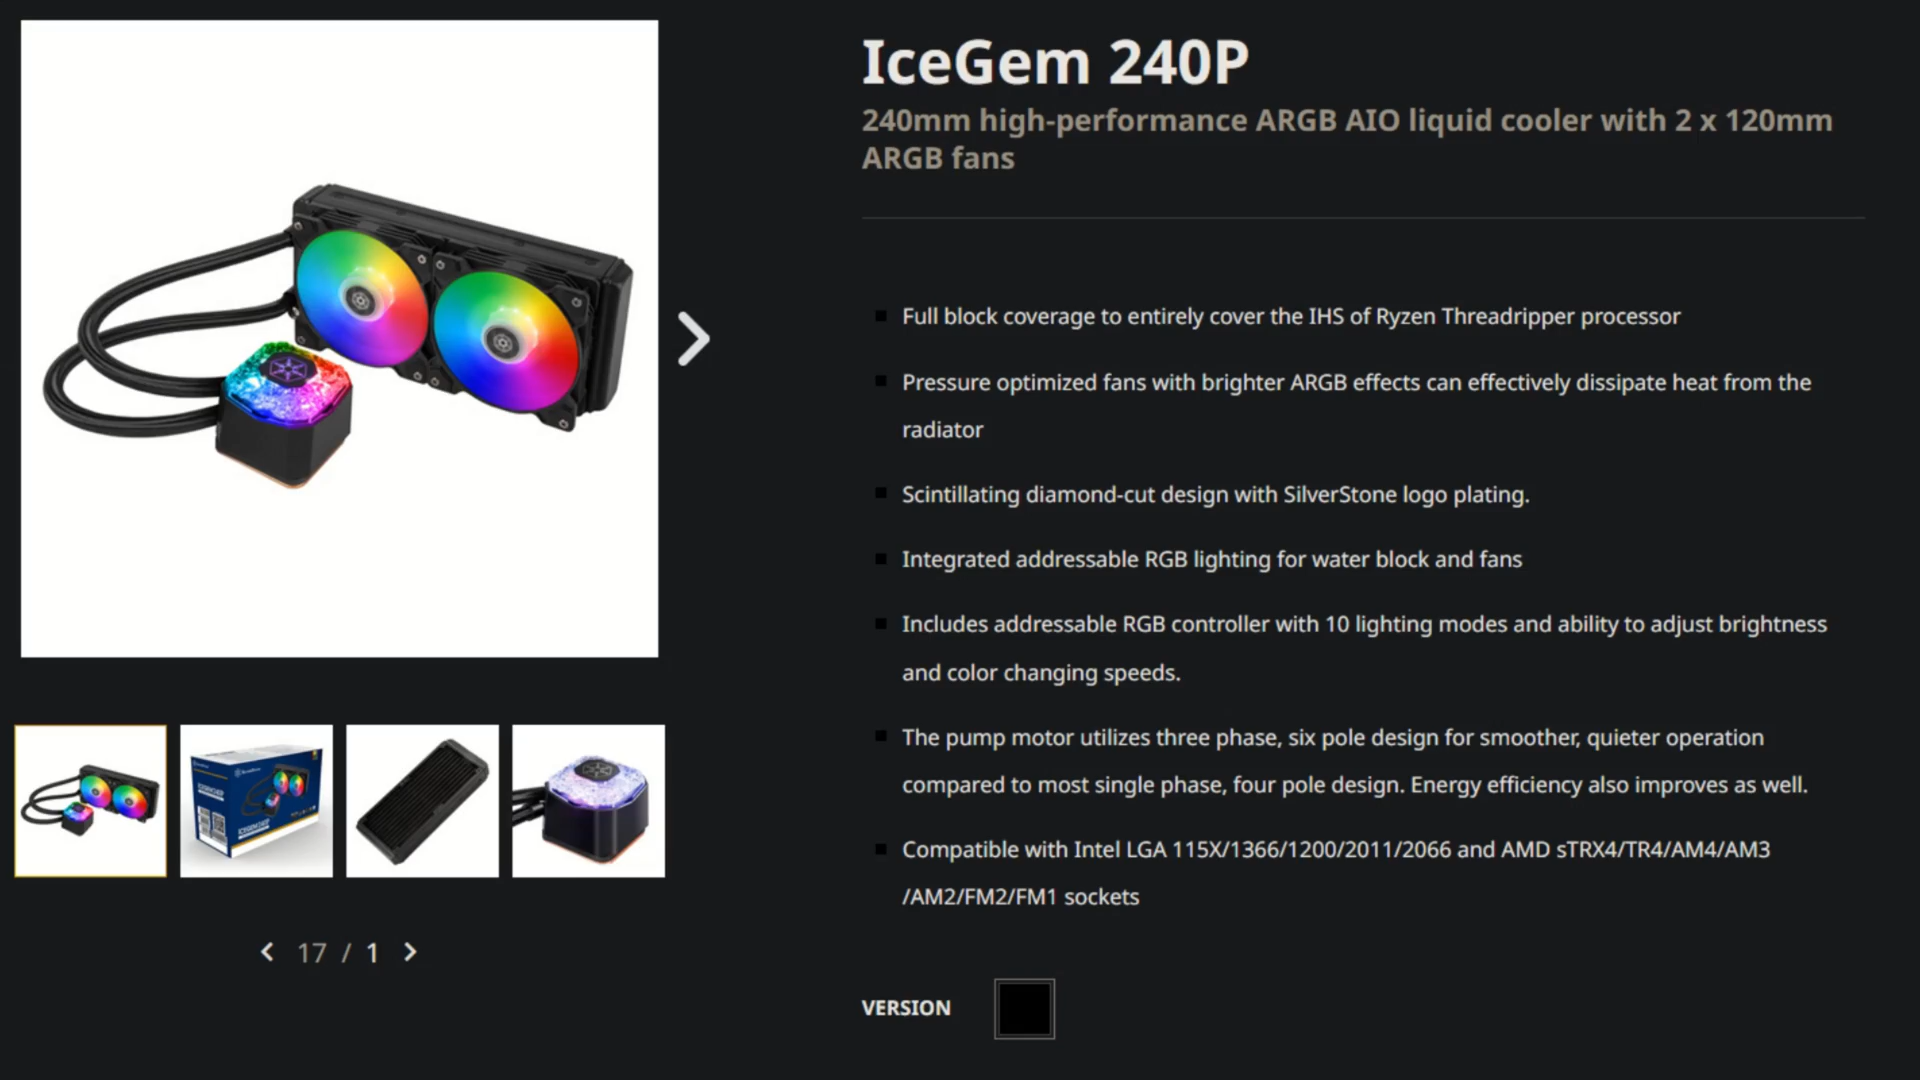 IceGem 240P
240mm high-performance ARGB AIO liquid cooler with 2 x 120mm
ARGB fans
Full block coverage to entirely cover the IHS of Ryzen Threadripper processor
Pressure optimized fans with brighter ARGB effects can effectively dissipate heat from the
radiator
Scintillating diamond-cut design with SilverStone logo plating.
Integrated addressable RGB lighting for water block and fans
Includes addressable RGB controller with 10 lighting modes and ability to adjust brightness
and color changing speeds.
The pump motor utilizes three phase, six pole design for smoother, quieter operation
compared to most single phase, four pole design. Energy efficiency also improves as well.
Compatible with Intel LGA 115X/1366/1200/2011/2066 and AMD sTRX4/TR4/AM4/AM3
/AM2/FM2/FM1 sockets
17 / 1
VERSION